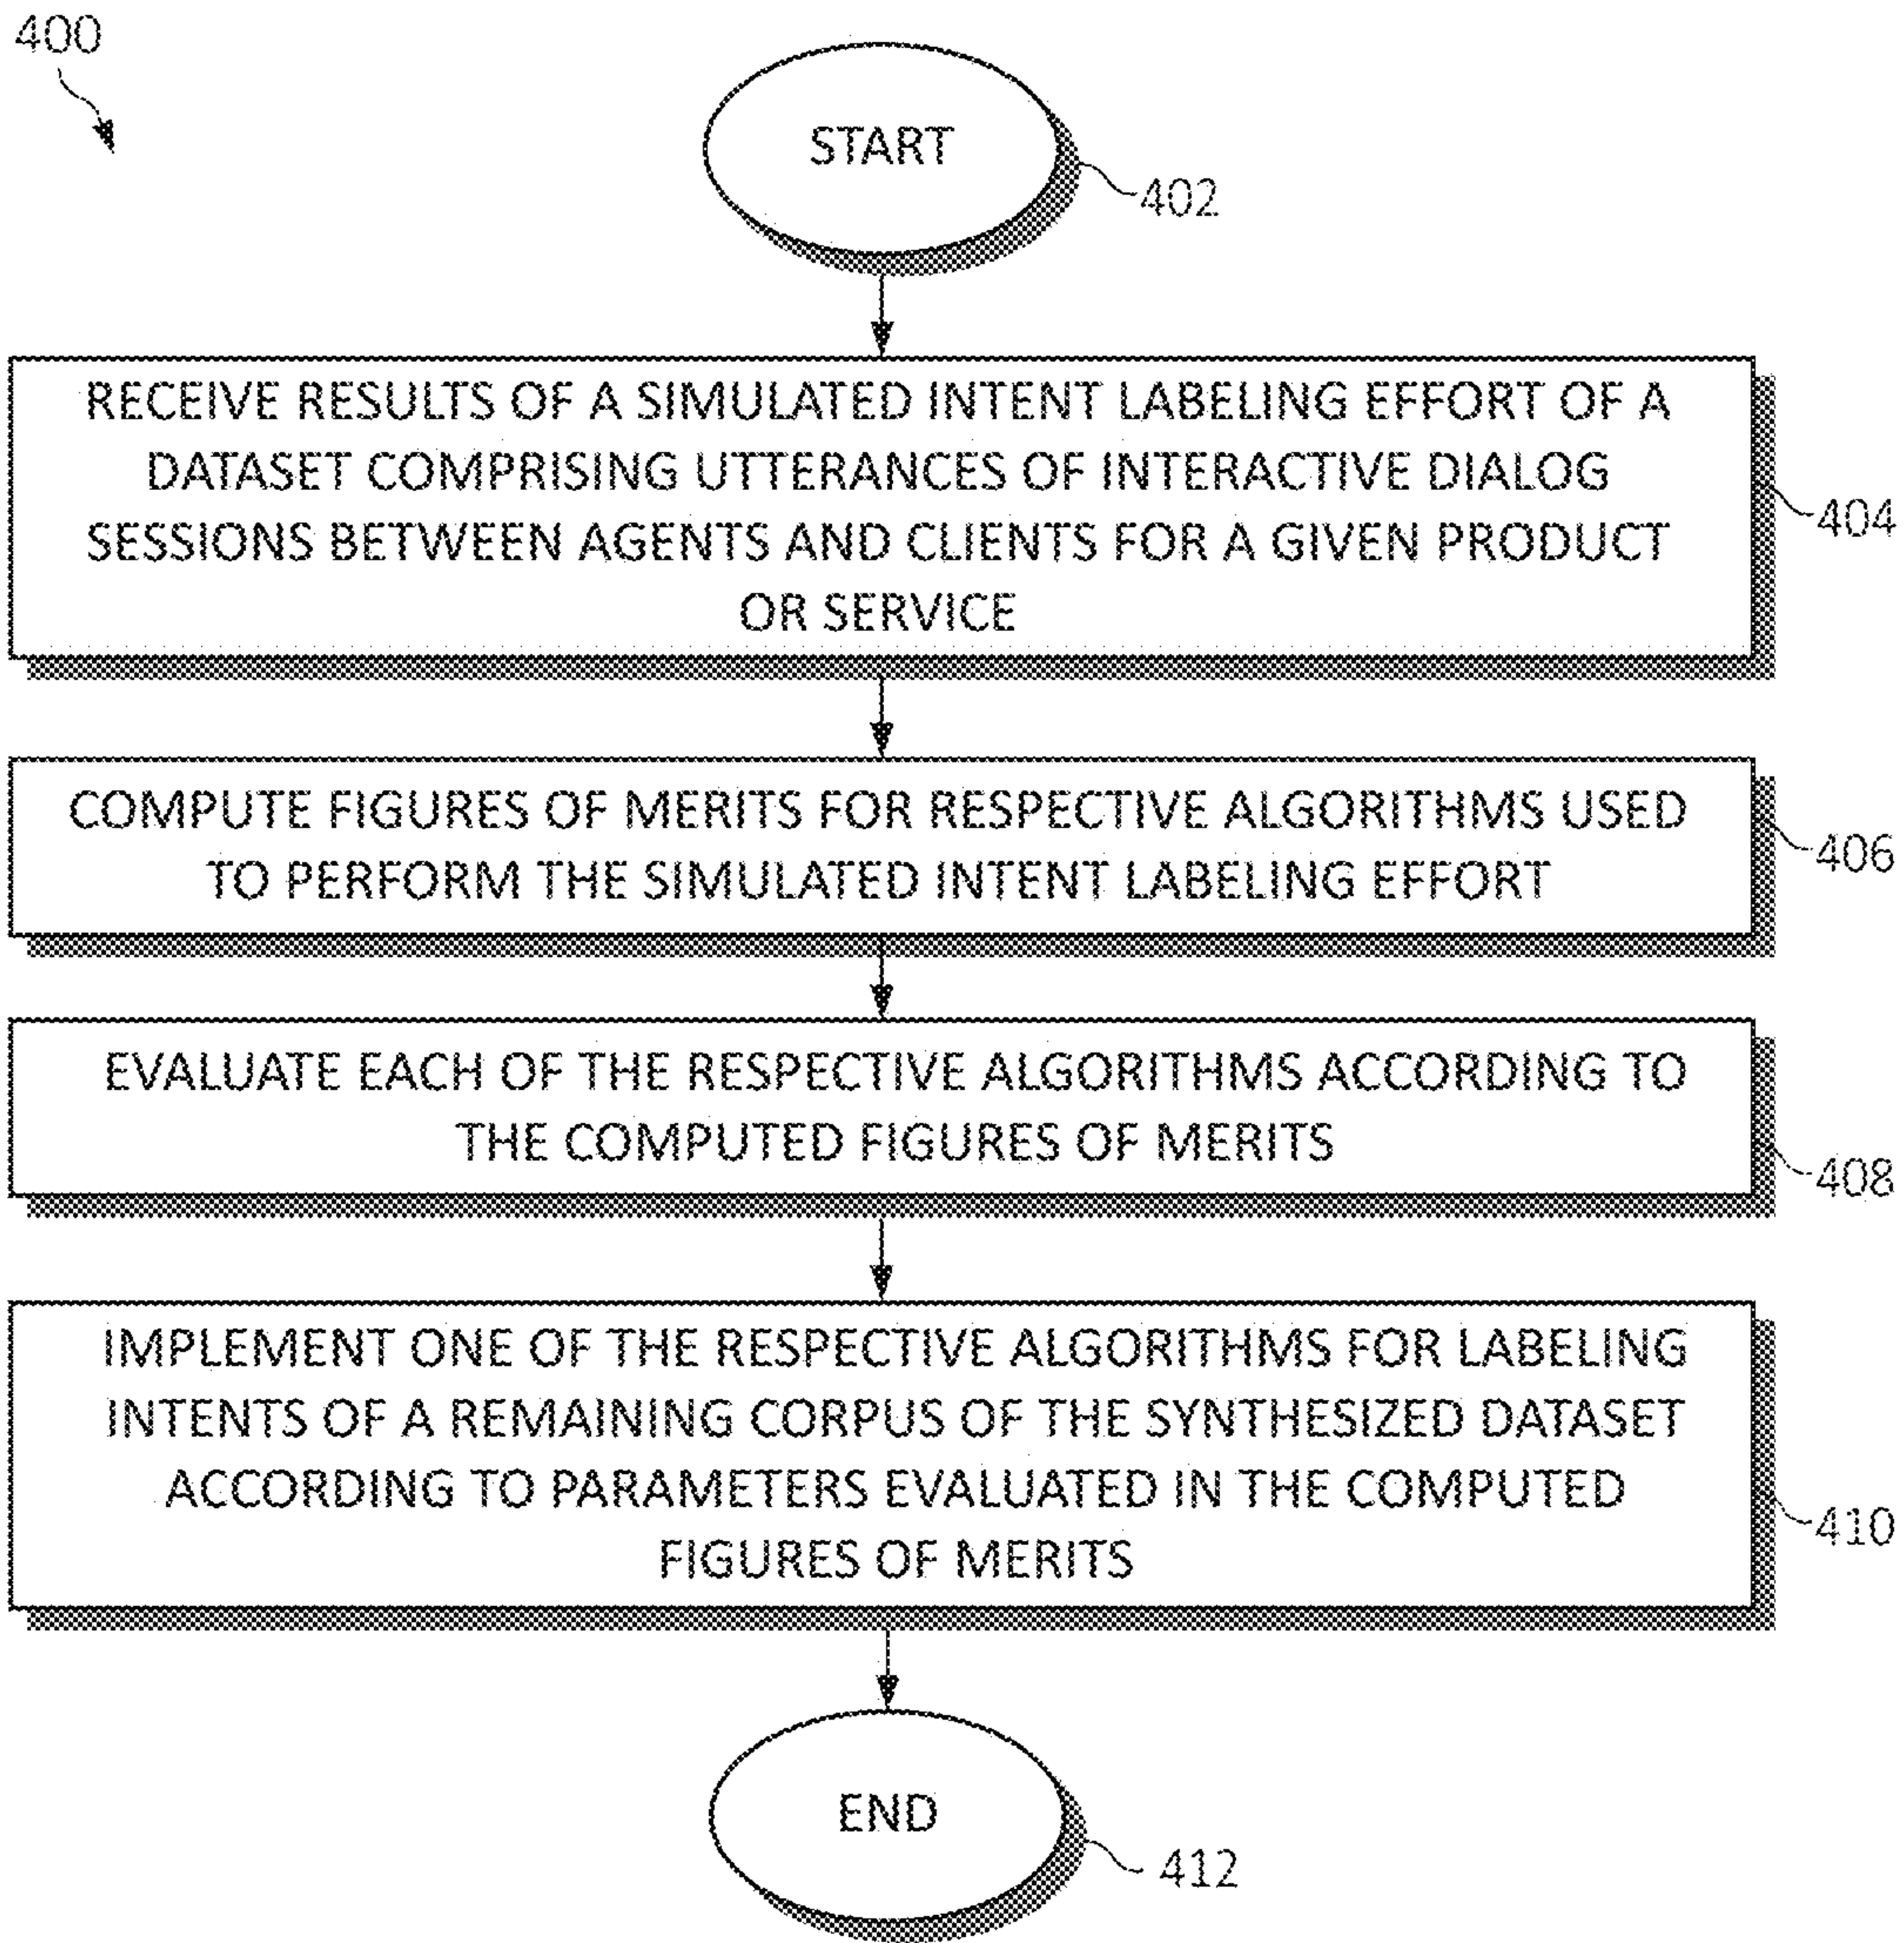 400
START
402
RECEIVE RESULTS OF A SIMULATED INTENT LABELING EFFORT OF A
DATASET COMPRISING UTTERANCES OF INTERACTIVE DIALOG
SESSIONS BETWEEN AGENTS AND CLIENTS FOR A GIVEN PRODUCT
OR SERVICE
404
COMPUTE FIGURES OF MERITS FOR RESPECTIVE ALGORITHMS USED
TO PERFORM THE SIMULATED INTENT LABELING EFFORT
406
EVALUATE EACH OF THE RESPECTIVE ALGORITHMS ACCORDING TO
THE COMPUTED FIGURES OF MERITS
408
IMPLEMENT ONE OF THE RESPECTIVE ALGORITHMS FOR LABELING
INTENTS OF A REMAINING CORPUS OF THE SYNTHESIZED DATASET
ACCORDING TO PARAMETERS EVALUATED IN THE COMPUTED
FIGURES OF MERITS
410
END
412